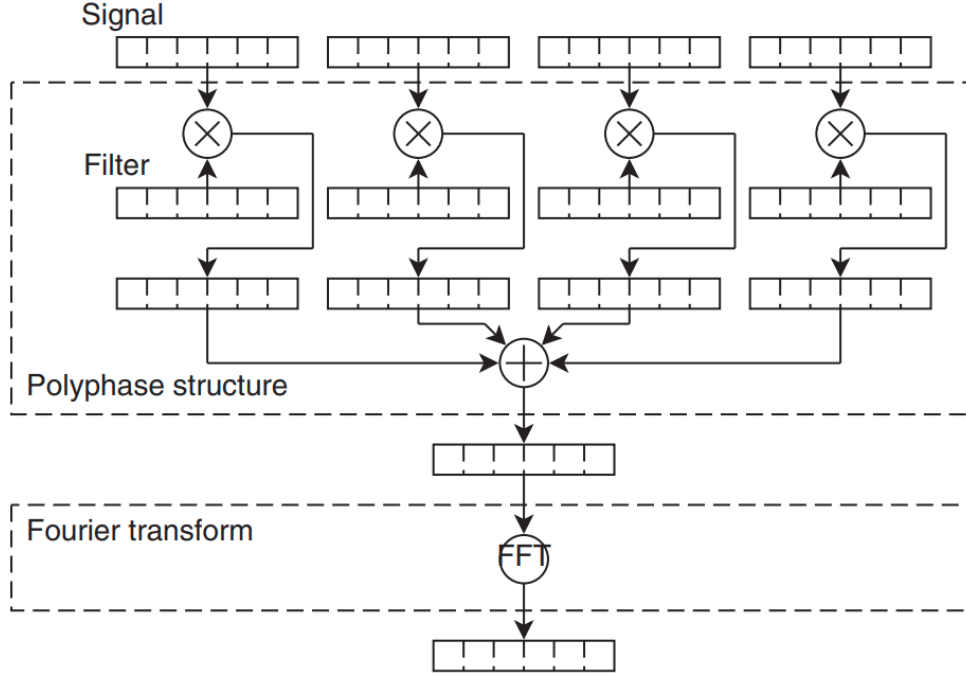 Signal
Filter
Polyphase structure
Fourier transform
FFT